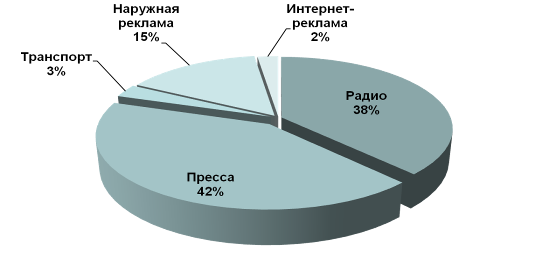 Наружная
реклама
15%
Интернет-
реклама
2%
Транспорт
3%
Радио
38%
Пресса
42%